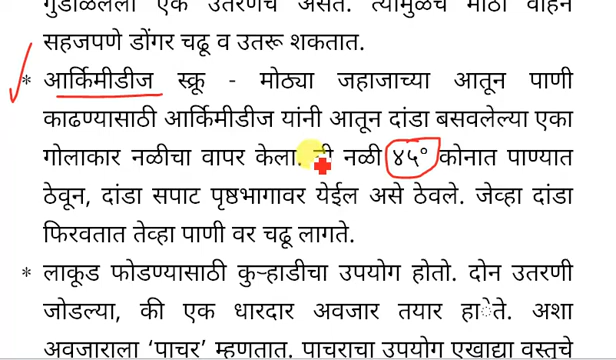 गुंडाळलेली एक उतरणच असते. त्यामुळेच मोठी वाहने
सहजपणे डोंगर चढू व उतरू शकतात.
* आर्किमीडीज स्क्रू - मोठ्या जहाजाच्या आतून पाणी
काढण्यासाठी आर्किमीडीज यांनी आतून दांडा बसवलेल्या एका
गोलाकार नळीचा वापर केला. नळी ४५° कोनात पाण्यात
ठेवून, दांडा सपाट पृष्ठभागावर येईल असे ठेवले. जेव्हा दांडा
फिरवतात तेव्हा पाणी वर चढू लागते.
* लाकूड फोडण्यासाठी कुऱ्हाडीचा उपयोग होतो. दोन उतरणी
जोडल्या, की एक धारदार अवजार तयार हाेते. अशा
अवजाराला ‘पाचर’ म्हणतात. पाचराचा उपयोग एखाद्या वस्तूचे